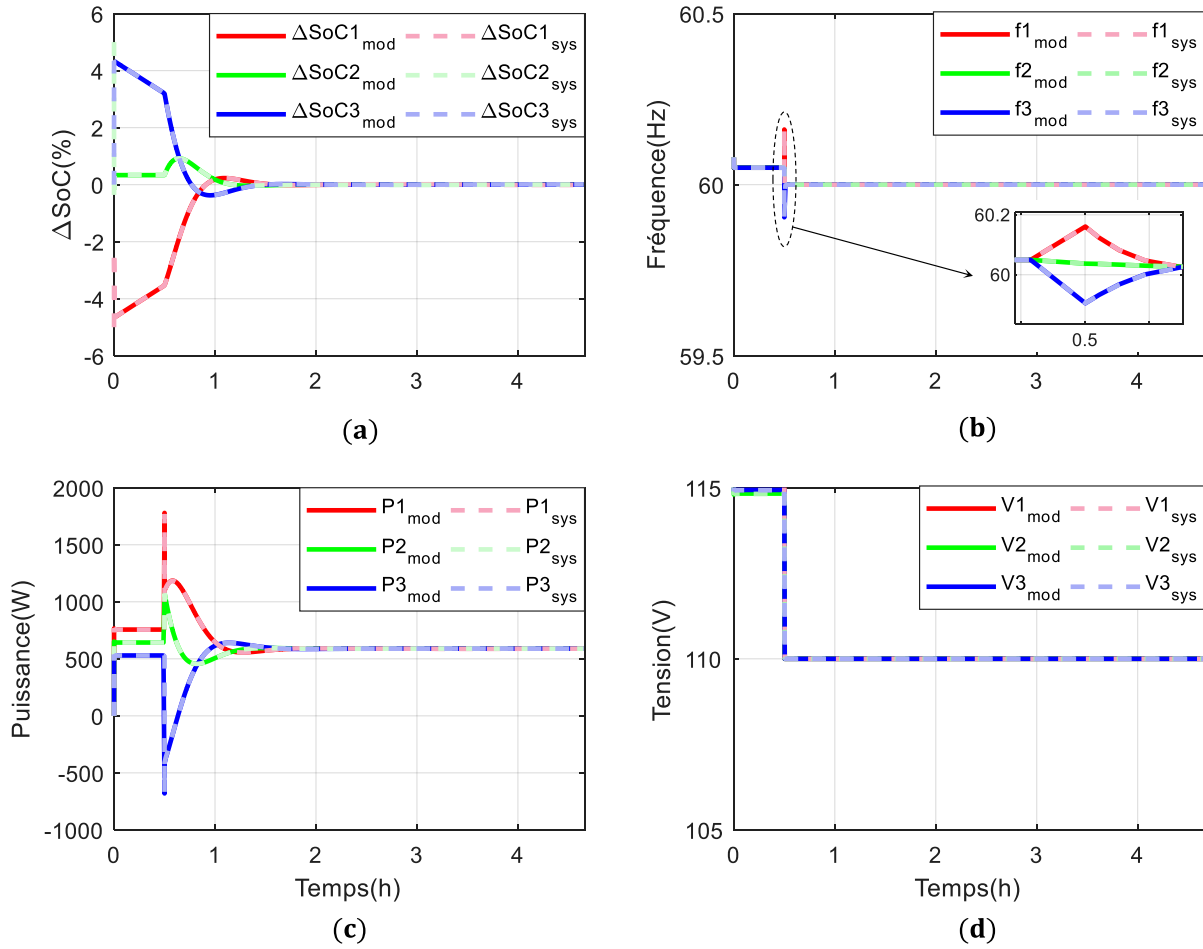 6
4
2
0
-2
-4
-6
ΔSoC(%)
ΔSoC1mod ΔSoC1sys
ΔSoC2mod ΔSoC2sys
ΔSoC3mod ΔSoC3sys
0 1 2 3 4
(a)
60.5
60
59.5
Fréquence(Hz)
f1mod f1sys
f2mod f2sys
f3mod f3sys
60.2
60
0.5
0 1 2 3 4
(b)
2000
1500
1000
500
0
-500
-1000
Puissance(W)
P1mod P1sys
P2mod P2sys
P3mod P3sys
0 1 2 3 4
Temps(h)
(c)
115
110
105
Tension(V)
V1mod V1sys
V2mod V2sys
V3mod V3sys
0 1 2 3 4
Temps(h)
(d)